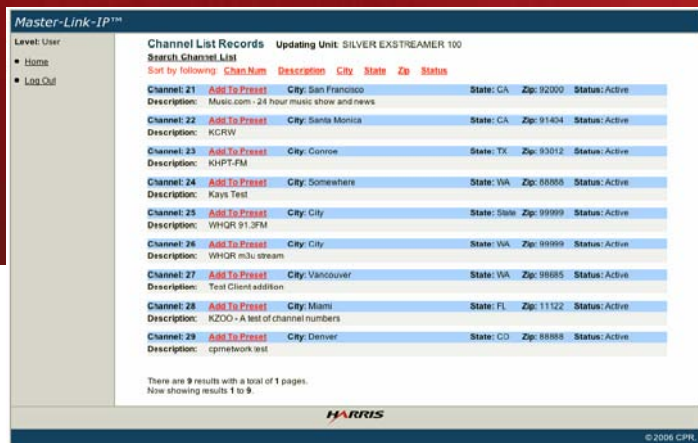 Master-Link-IP™
Level: User
Home
Log Out
Channel List Records Updating Unit: SILVER EXSTREAMER 100
Search Channel List
Sort by following: Chan Num Description City State Zip Status
Channel: 21 Add To Preset City: San Francisco State: CA Zip: 92000 Status: Active
Description: Music.com - 24 hour music show and news
Channel: 22 Add To Preset City: Santa Monica State: CA Zip: 91404 Status: Active
Description: KCRW
Channel: 23 Add To Preset City: Conroe State: TX Zip: 93012 Status: Active
Description: KHPT-FM
Channel: 24 Add To Preset City: Somewhere State: WA Zip: 88888 Status: Active
Description: Kays Test
Channel: 25 Add To Preset City: City State: State Zip: 99999 Status: Active
Description: WHQR 91.3FM
Channel: 26 Add To Preset City: City State: WA Zip: 99999 Status: Active
Description: WHQR m3u stream
Channel: 27 Add To Preset City: Vancouver State: WA Zip: 98685 Status: Active
Description: Test Client addition
Channel: 28 Add To Preset City: Miami State: FL Zip: 11122 Status: Active
Description: KZOO - A test of channel numbers
Channel: 29 Add To Preset City: Denver State: CO Zip: 88888 Status: Active
Description: cprnetwork test
There are 9 results with a total of 1 pages.
Now showing results 1 to 9.
HARRIS
©2006 CPR,